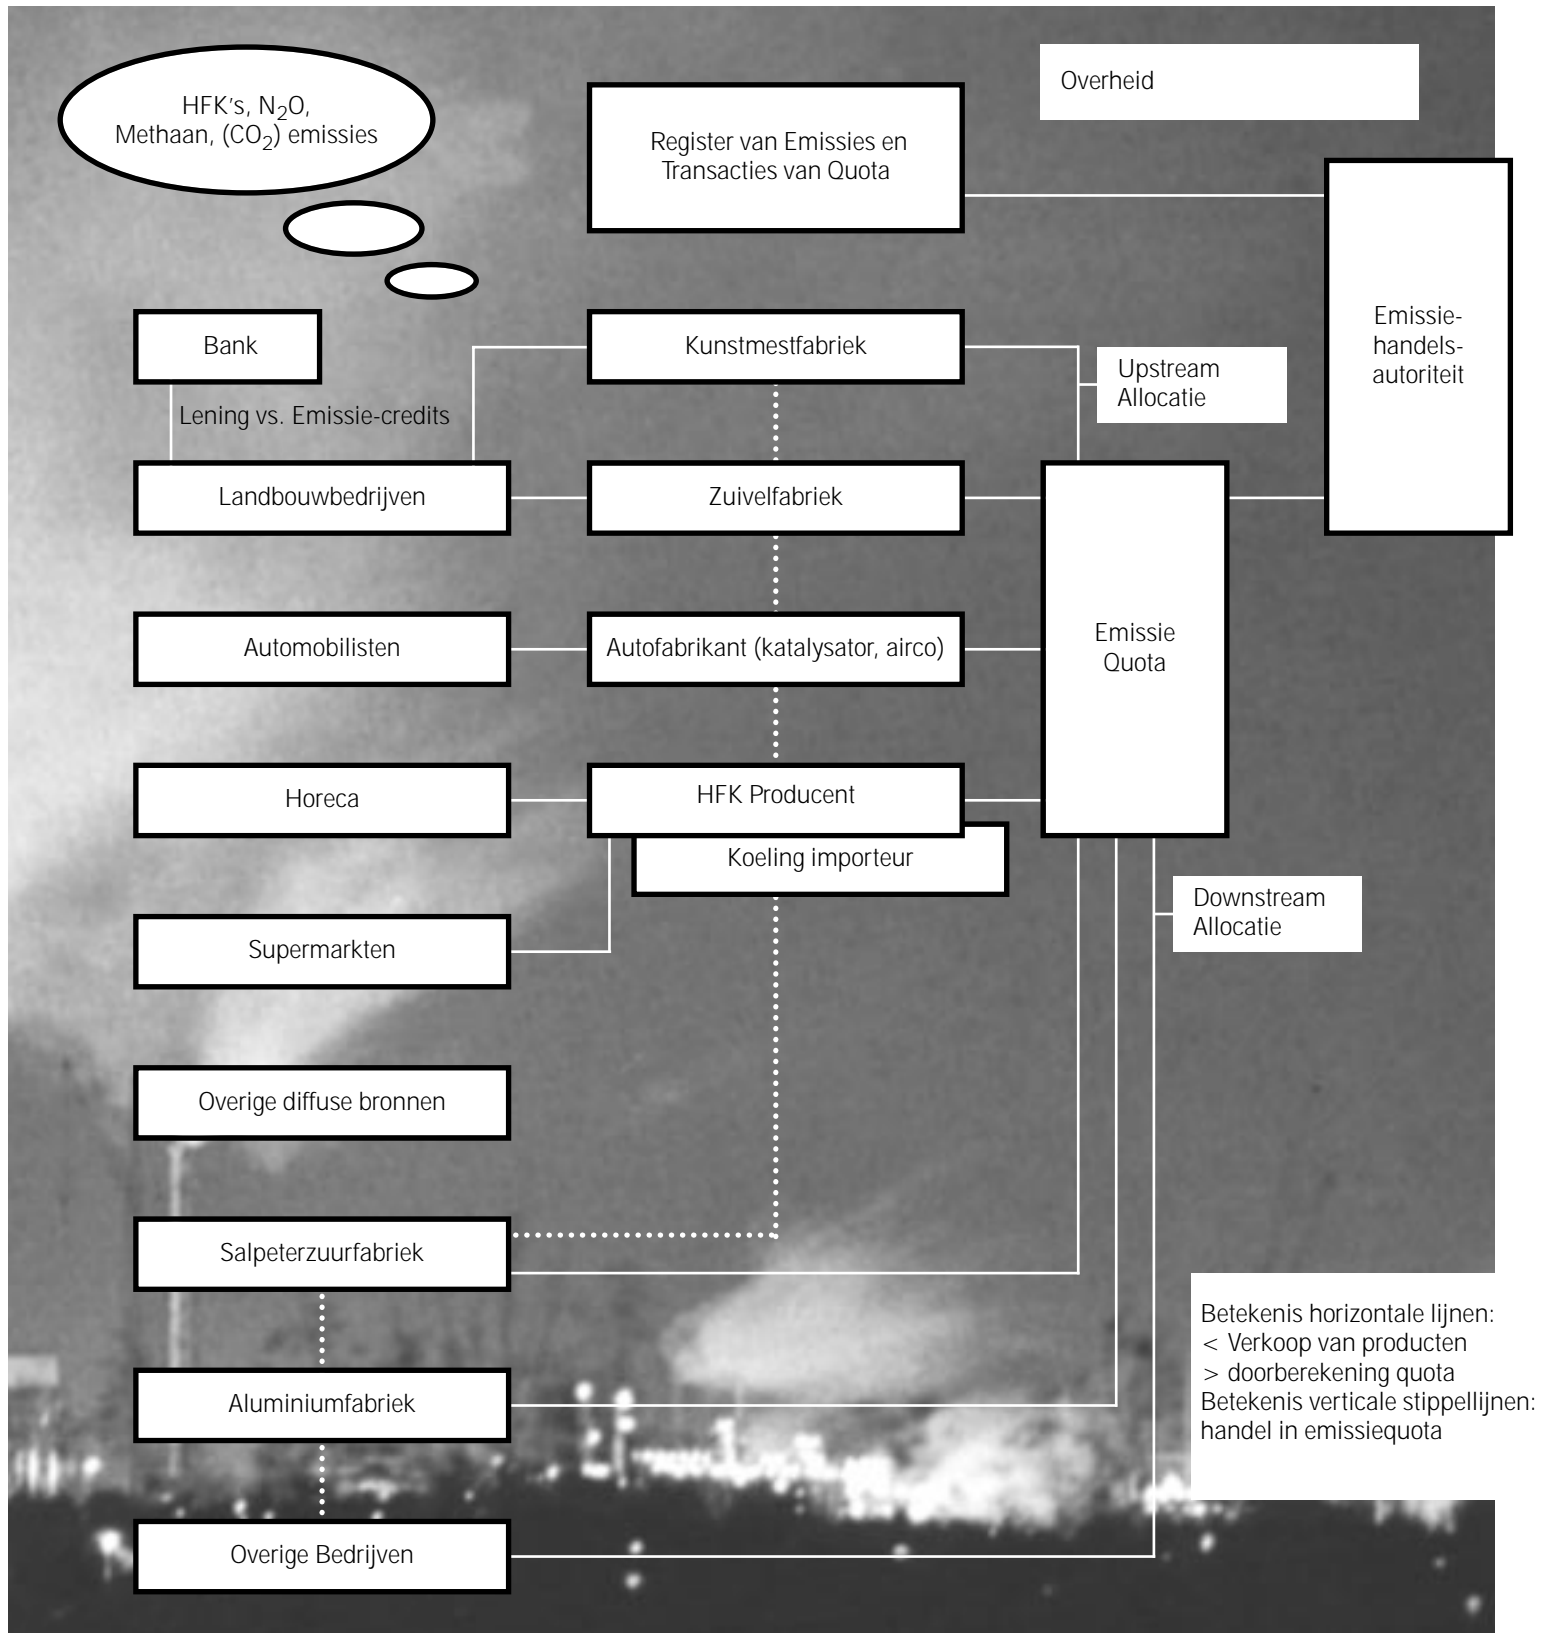 HFK's, N2O,
Methaan, (CO2) emissies
Overheid
Register van Emissies en
Transacties van Quota
Emissie-
handels-
autoriteit
Bank
Kunstmestfabriek
Upstream
Allocatie
Lening vs. Emissie-credits
Landbouwbedrijven
Zuivelfabriek
Emissie
Quota
Automobilisten
Autofabrikant (katalysator, airco)
Horeca
HFK Producent
Koeling importeur
Downstream
Allocatie
Supermarkten
Overige diffuse bronnen
Salpeterzuurfabriek
Aluminiumfabriek
Overige Bedrijven
Betekenis horizontale lijnen:
< Verkoop van producten
> doorberekening quota
Betekenis verticale stippellijnen:
handel in emissiequota